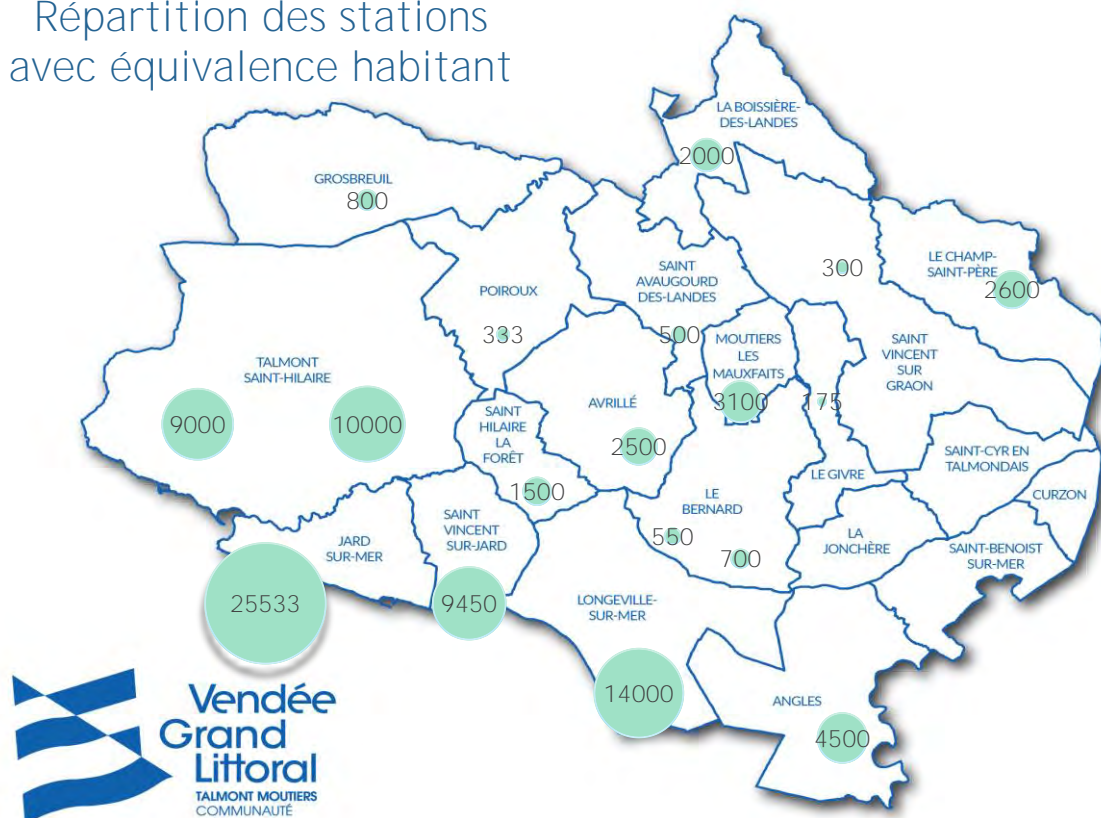 Répartition des stations
avec équivalence habitant
LA BOISSIÈRE-
DES-LANDES
2000
GROSBREUIL
800
300
LE CHAMP-
SAINT-PÈRE
2600
SAINT
AVAUGOURD
DES-LANDES
500
POIROUX
333
MOUTIERS
LES
MAUXFAITS
3100
SAINT
VINCENT
SUR
GRAON
TALMONT
SAINT-HILAIRE
9000
10000
AVRILLÉ
2500
175
SAINT
HILAIRE
LA
FORÊT
1500
SAINT-CYR EN
TALMONDAIS
LE GIVRE
CURZON
LE
BERNARD
550
700
SAINT
VINCENT
SUR-JARD
9450
JARD
SUR-MER
25533
LA
JONCHÈRE
SAINT-BENOIST
SUR-MER
LONGEVILLE-
SUR-MER
14000
ANGLES
4500
Vendée
Grand
Littoral
TALMONT MOUTIERS
COMMUNAUTÉ